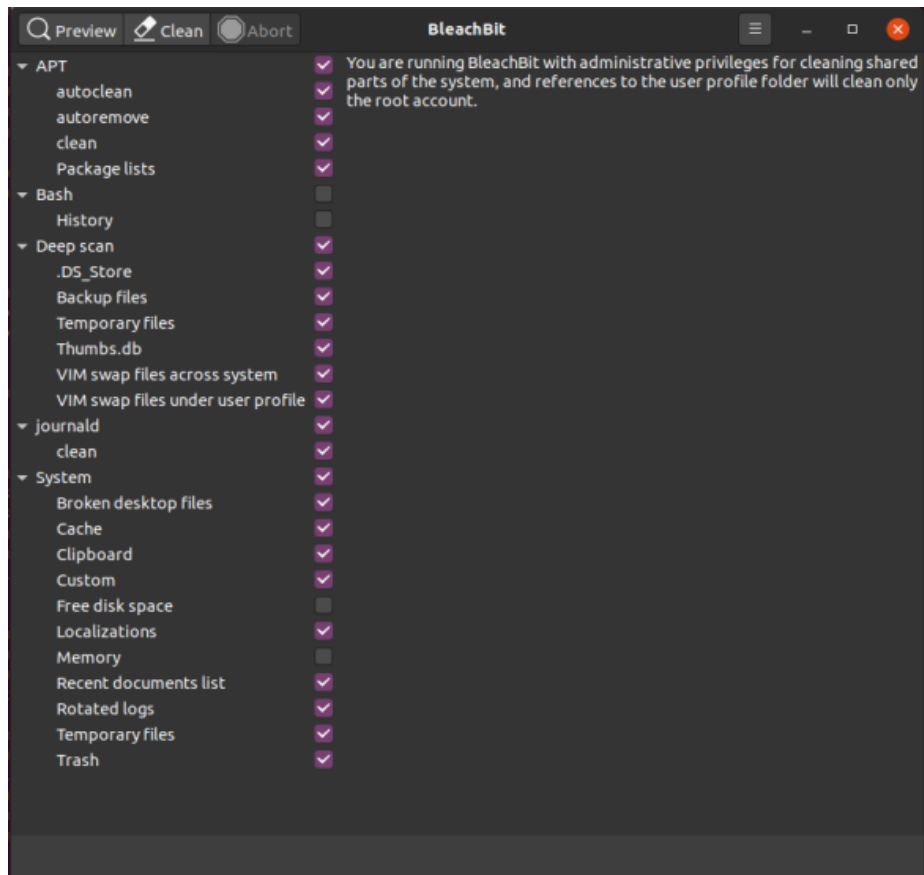 Preview Clean Abort BleachBit
APT
autoclean
autoremove
clean
Package lists
Bash
History
Deep scan
.DS_Store
Backup files
Temporary files
Thumbs.db
VIM swap files across system
VIM swap files under user profile
journald
clean
System
Broken desktop files
Cache
Clipboard
Custom
Free disk space
Localizations
Memory
Recent documents list
Rotated logs
Temporary files
Trash
You are running BleachBit with administrative privileges for cleaning shared
parts of the system, and references to the user profile folder will clean only
the root account.